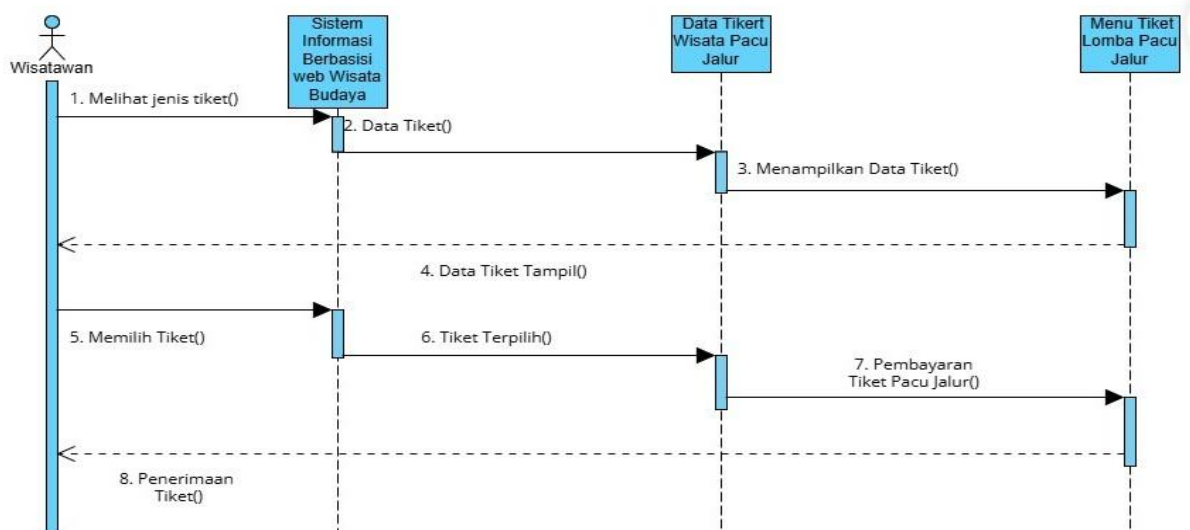 Wisatawan
Sistem
Informasi
Berbasisi
web Wisata
Budaya
Data Tikert
Wisata Pacu
Jalur
Menu Tiket
Lomba Pacu
Jalur
1. Melihat jenis tiket()
2. Data Tiket()
3. Menampilkan Data Tiket()
4. Data Tiket Tampil()
5. Memilih Tiket()
6. Tiket Terpilih()
7. Pembayaran
Tiket Pacu Jalur()
8. Penerimaan
Tiket()